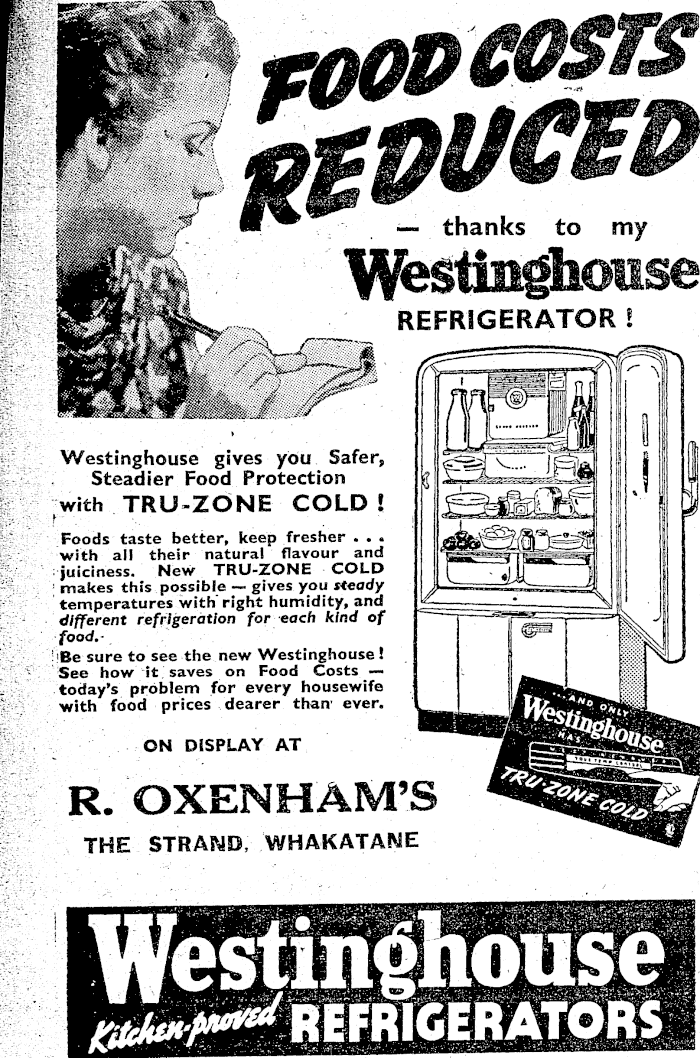 FOOD COSTS
REDUCED
— thanks to my
Westinghouse
REFRIGERATOR !
Westinghouse gives you Safer,
Steadier Food Protection
with TRU-ZONE COLD !
Foods taste better, keep fresher . . .
with all their natural flavour and
juiciness. New TRU-ZONE COLD
makes this possible — gives you steady
temperatures with right humidity, and
different refrigeration for each kind of
food.
Be sure to see the new Westinghouse!
See how it saves on Food Costs —
today's problem for every housewife
with food prices dearer than ever.
ON DISPLAY AT
R. OXENHAM'S
THE STRAND, WHAKATANE
...AND ONLY
Westinghouse
HAS
TRU-ZONE COLD
Westinghouse
Kitchen-proved REFRIGERATORS